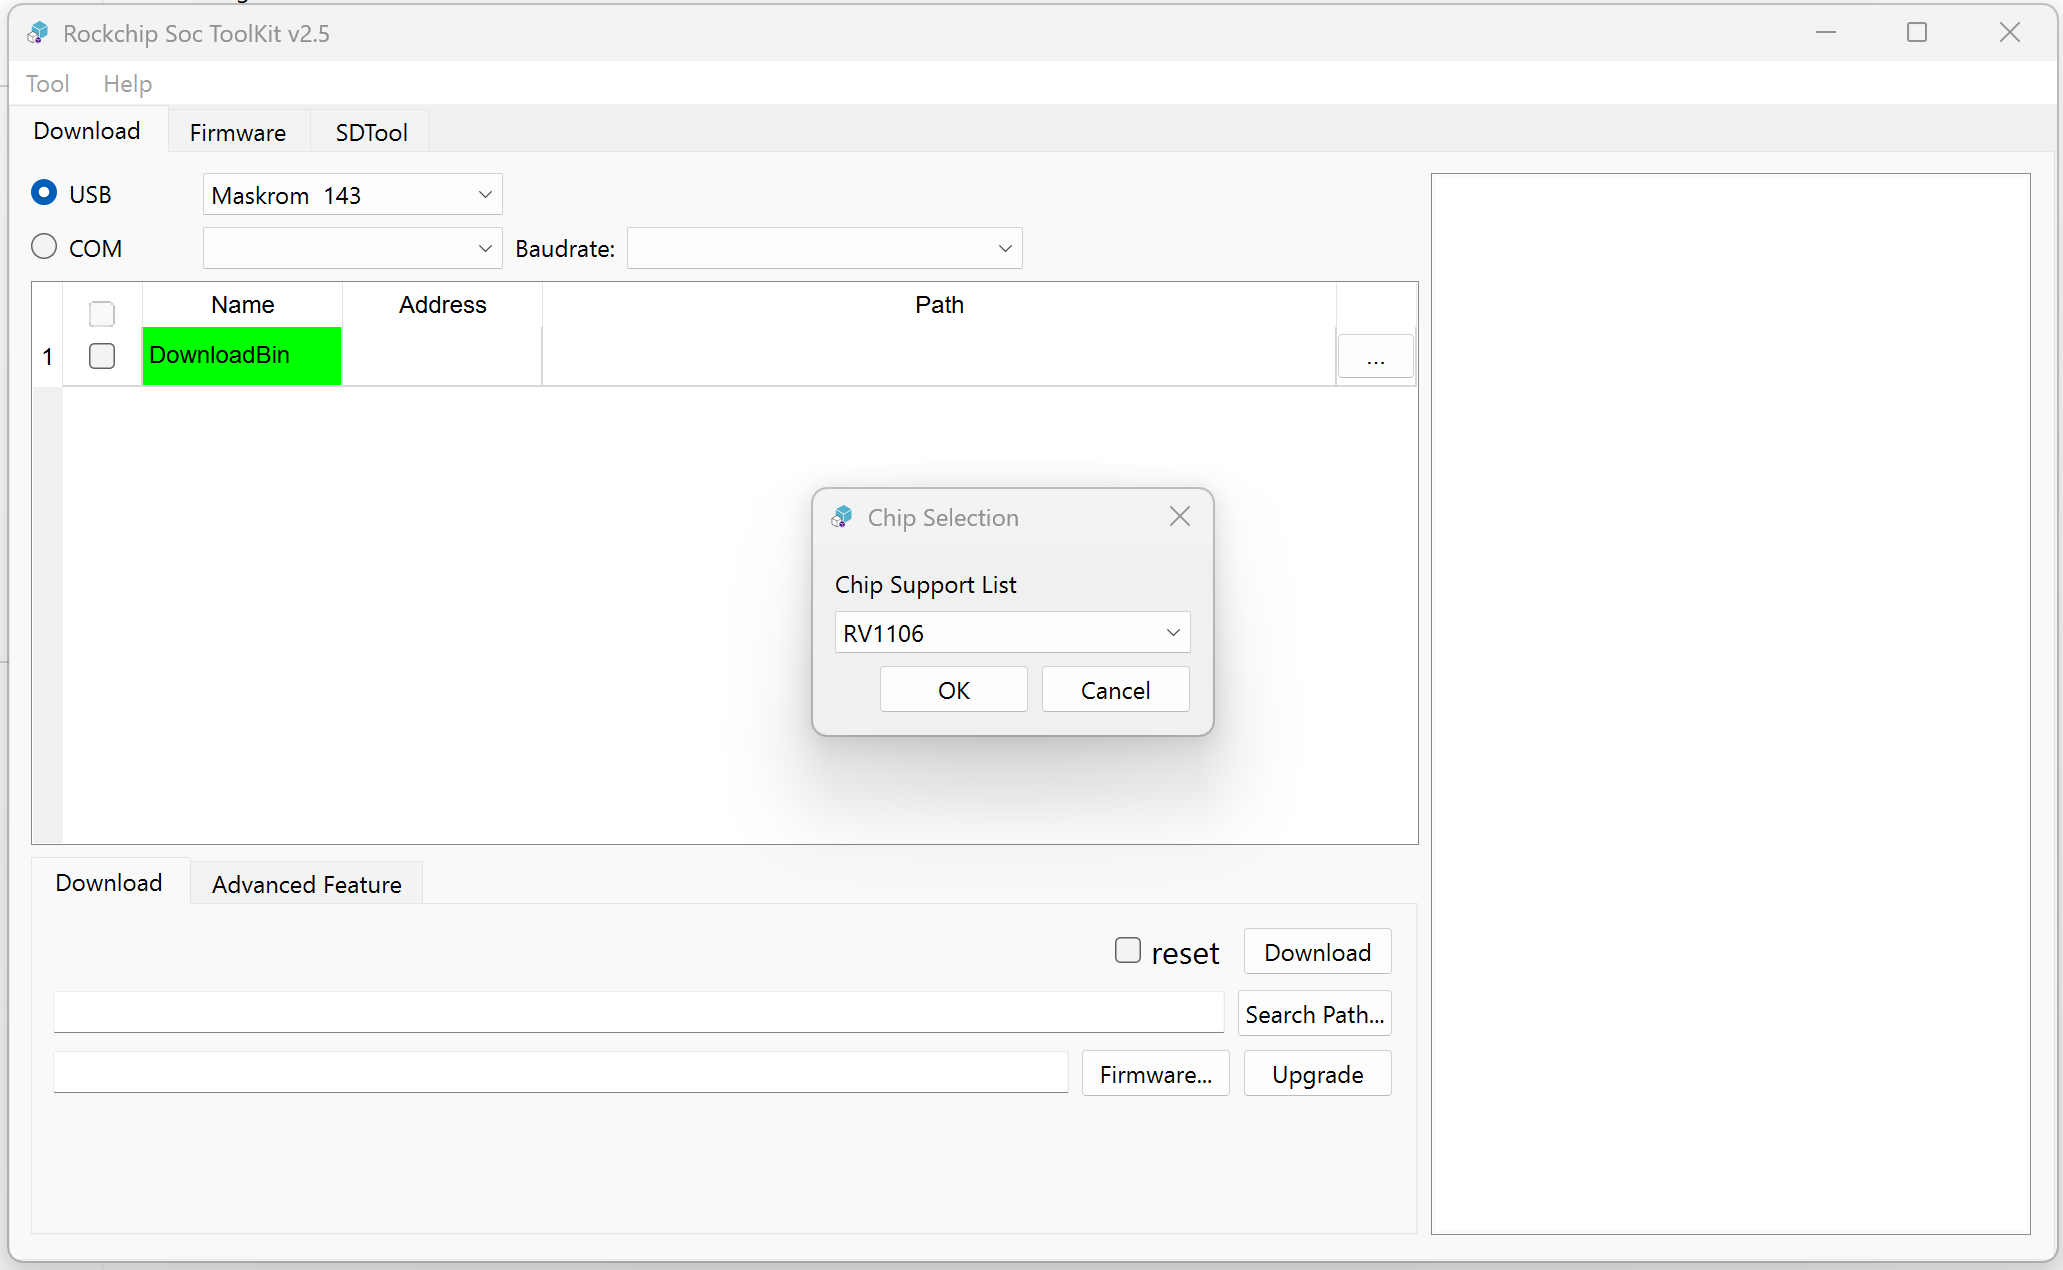 Rockchip Soc ToolKit v2.5
Tool Help
Download Firmware SDTool
USB Maskrom 143
COM Baudrate:
Name Address Path
1 DownloadBin ...
Chip Selection
Chip Support List
RV1106
OK Cancel
Download Advanced Feature
reset Download
Search Path...
Firmware... Upgrade